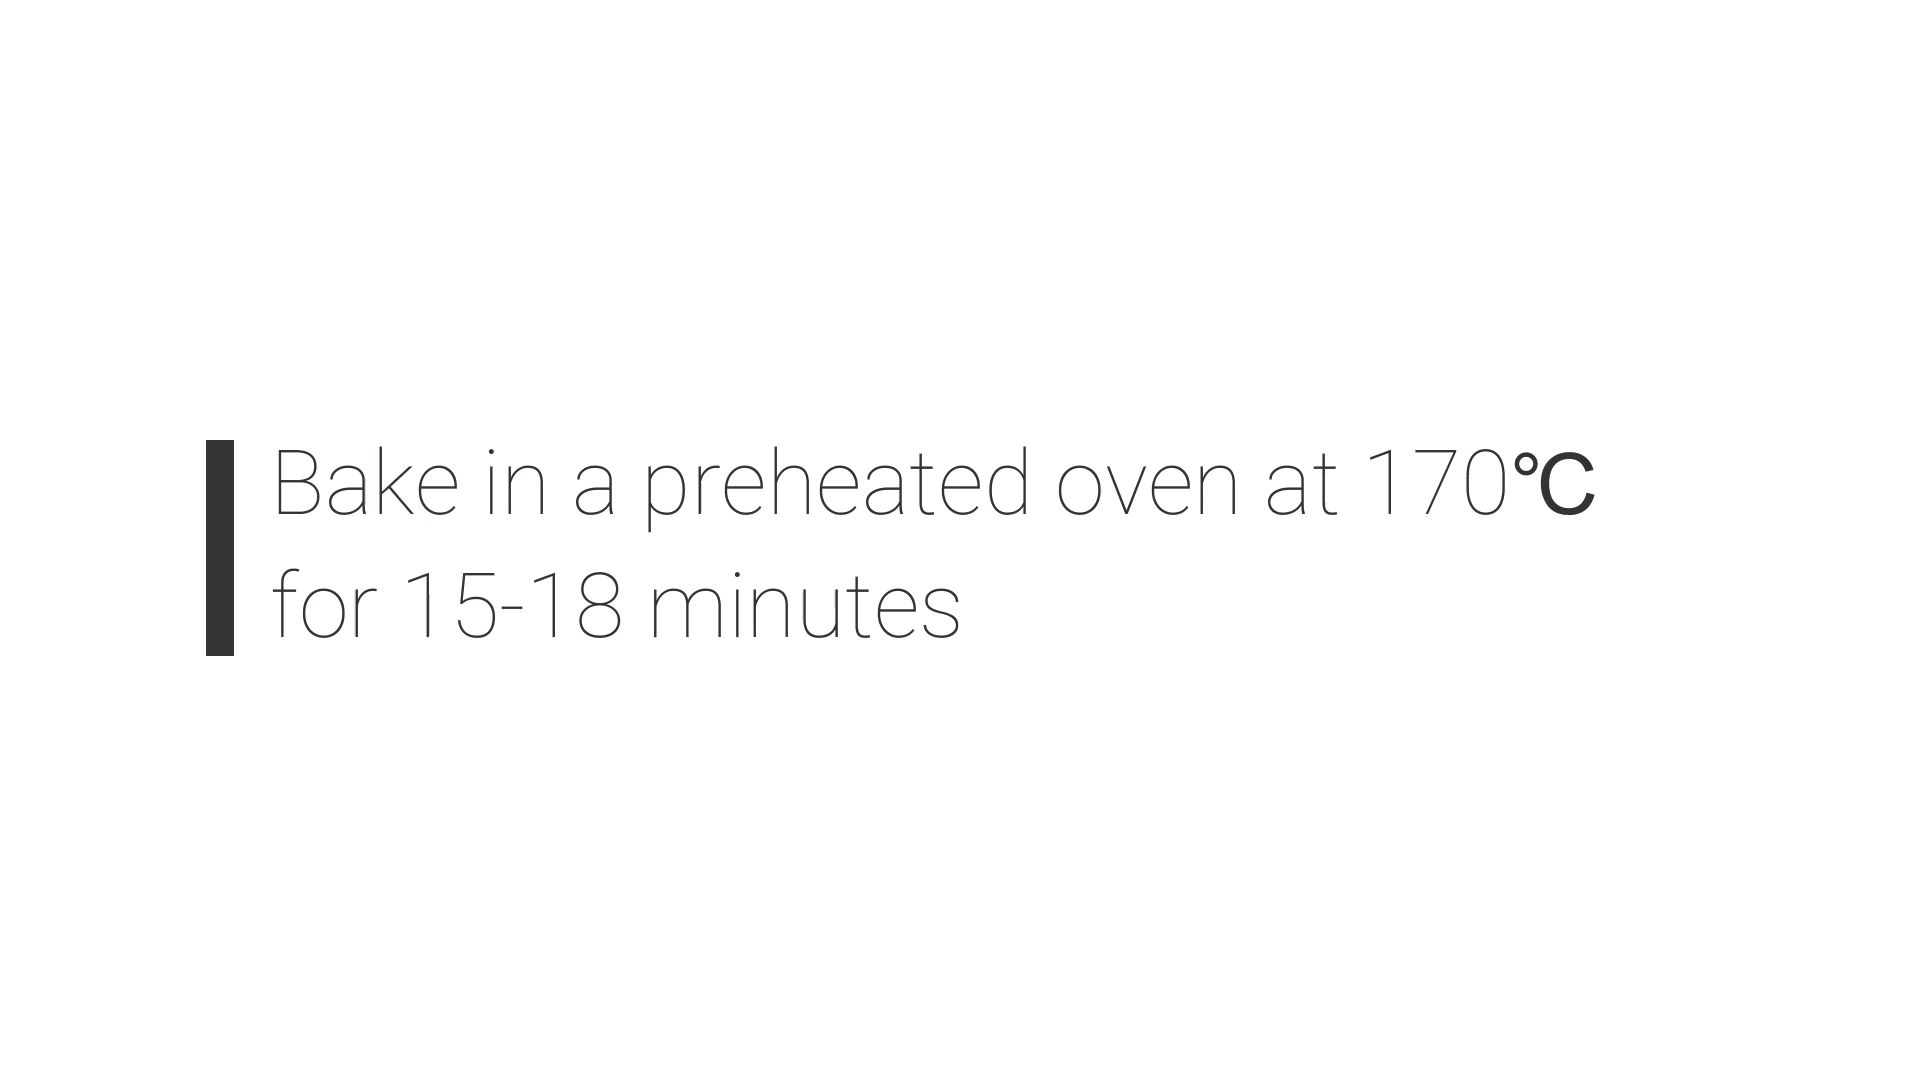 Bake in a preheated oven at 170℃
for 15-18 minutes